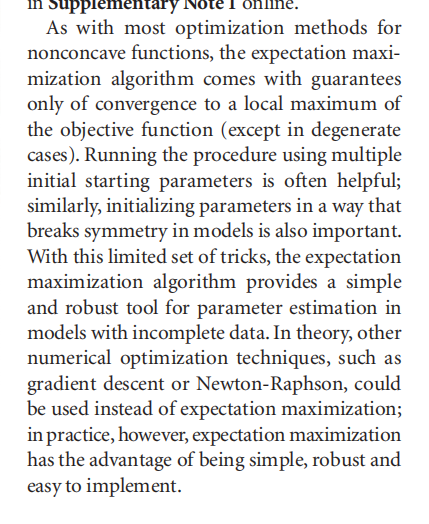 in Supplementary Note 1 online.
As with most optimization methods for
nonconcave functions, the expectation maxi-
mization algorithm comes with guarantees
only of convergence to a local maximum of
the objective function (except in degenerate
cases). Running the procedure using multiple
initial starting parameters is often helpful;
similarly, initializing parameters in a way that
breaks symmetry in models is also important.
With this limited set of tricks, the expectation
maximization algorithm provides a simple
and robust tool for parameter estimation in
models with incomplete data. In theory, other
numerical optimization techniques, such as
gradient descent or Newton-Raphson, could
be used instead of expectation maximization;
in practice, however, expectation maximization
has the advantage of being simple, robust and
easy to implement.